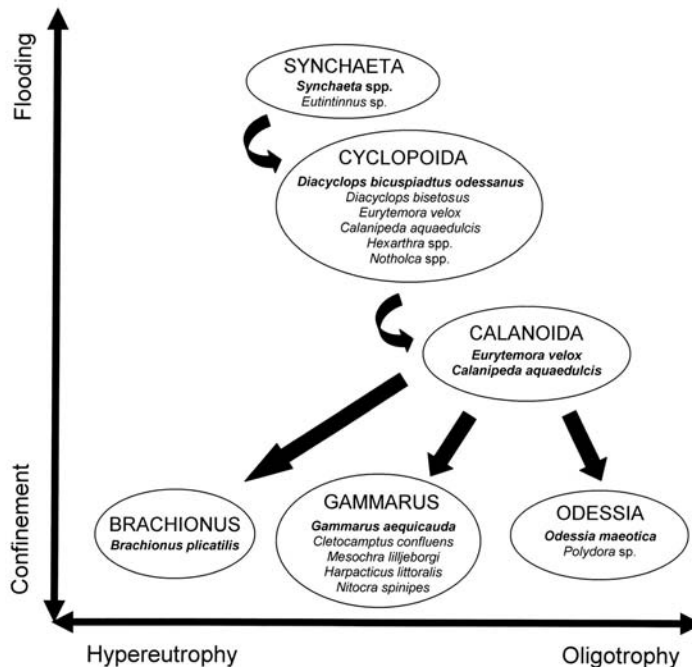 Flooding
SYNCHAETA
Synchaeta spp.
Eutintinnus sp.
CYCLOPOIDA
Diacyclops bicuspiadtus odessanus
Diacyclops bisetosus
Eurytemora velox
Calanipeda aquaedulcis
Hexarthra spp.
Notholca spp.
CALANOIDA
Eurytemora velox
Calanipeda aquaedulcis
Confinement
BRACHIONUS
Brachionus plicatilis
GAMMARUS
Gammarus aequicauda
Cletocamptus confluens
Mesochra lilljeborgi
Harpacticus littoralis
Nitocra spinipes
ODESSIA
Odessia maeotica
Polydora sp.
Hypereutrophy
Oligotrophy